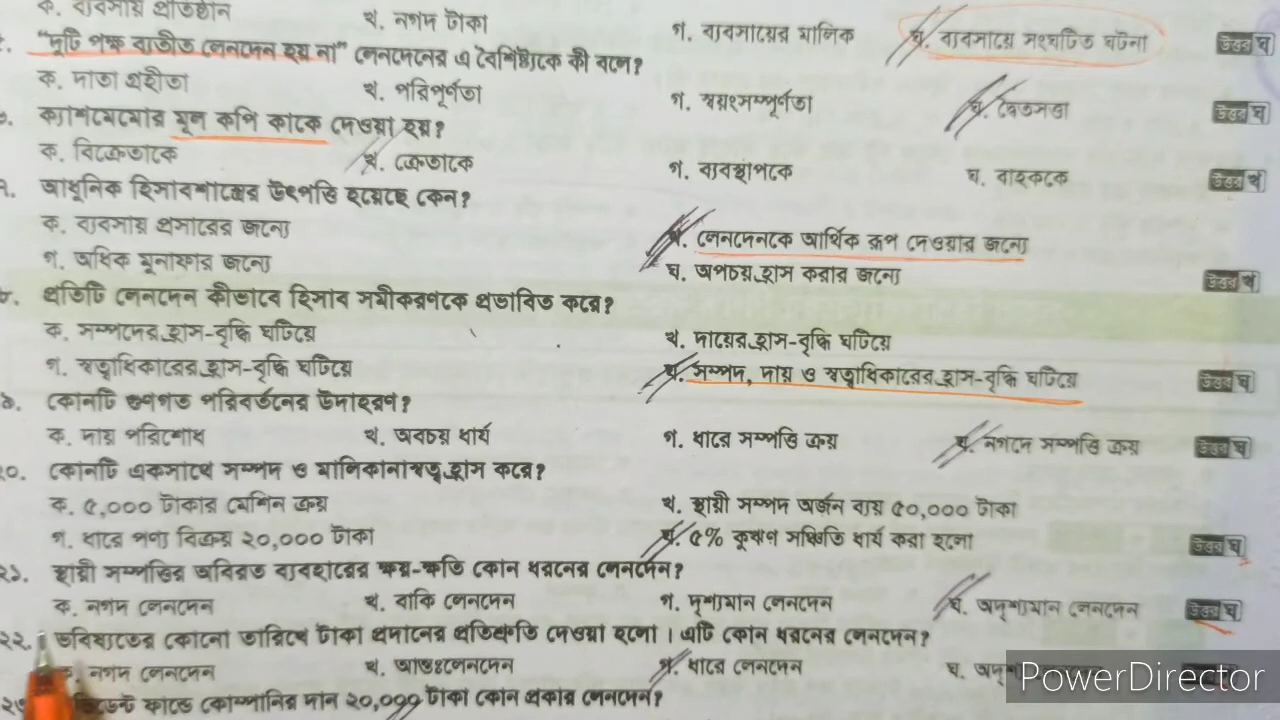 ক. ব্যবসায় প্রতিষ্ঠান খ. নগদ টাকা গ. ব্যবসায়ের মালিক ঘ. ব্যবসায়ে সংঘটিত ঘটনা উত্তর ঘ
"দুটি পক্ষ ব্যতীত লেনদেন হয় না" লেনদেনের এ বৈশিষ্ট্যকে কী বলে?
ক. দাতা গ্রহীতা খ. পরিপূর্ণতা গ. স্বয়ংসম্পূর্ণতা ঘ. দ্বৈতসত্তা উত্তর ঘ
ক্যাশমেমোর মূল কপি কাকে দেওয়া হয়?
ক. বিক্রেতাকে খ. ক্রেতাকে গ. ব্যবস্থাপকে ঘ. বাহককে উত্তর খ
৭. আধুনিক হিসাবশাস্ত্রের উৎপত্তি হয়েছে কেন?
ক. ব্যবসায় প্রসারের জন্যে খ. লেনদেনকে আর্থিক রূপ দেওয়ার জন্যে
গ. অধিক মুনাফার জন্যে ঘ. অপচয় হ্রাস করার জন্যে উত্তর খ
৮. প্রতিটি লেনদেন কীভাবে হিসাব সমীকরণকে প্রভাবিত করে?
ক. সম্পদের হ্রাস-বৃদ্ধি ঘটিয়ে খ. দায়ের হ্রাস-বৃদ্ধি ঘটিয়ে
গ. স্বত্বাধিকারের হ্রাস-বৃদ্ধি ঘটিয়ে ঘ. সম্পদ, দায় ও স্বত্বাধিকারের হ্রাস-বৃদ্ধি ঘটিয়ে উত্তর ঘ
৯. কোনটি গুণগত পরিবর্তনের উদাহরণ?
ক. দায় পরিশোধ খ. অবচয় ধার্য গ. ধারে সম্পত্তি ক্রয় ঘ. নগদে সম্পত্তি ক্রয় উত্তর ঘ
২০. কোনটি একসাথে সম্পদ ও মালিকানাস্বত্ব হ্রাস করে?
ক. ৫,০০০ টাকার মেশিন ক্রয় খ. স্থায়ী সম্পদ অর্জন ব্যয় ৫০,০০০ টাকা
গ. ধারে পণ্য বিক্রয় ২০,০০০ টাকা ঘ. ৫% কুঋণ সঞ্চিতি ধার্য করা হলো উত্তর ঘ
২১. স্থায়ী সম্পত্তির অবিরত ব্যবহারের ক্ষয়-ক্ষতি কোন ধরনের লেনদেন?
ক. নগদ লেনদেন খ. বাকি লেনদেন গ. দৃশ্যমান লেনদেন ঘ. অদৃশ্যমান লেনদেন উত্তর ঘ
২২. ভবিষ্যতের কোনো তারিখে টাকা প্রদানের প্রতিশ্রুতি দেওয়া হলো। এটি কোন ধরনের লেনদেন?
ক. নগদ লেনদেন খ. আন্তঃলেনদেন গ. ধারে লেনদেন ঘ.
কোম্পানির দান ২০,০০০ টাকা কোন প্রকার লেনদেন?
PowerDirector